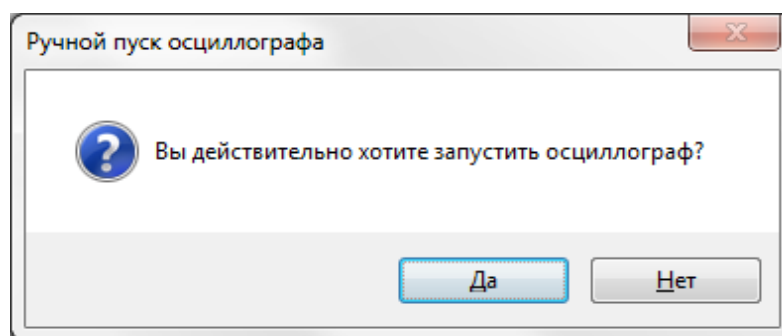 Ручной пуск осциллографа
Вы действительно хотите запустить осциллограф?
Да
Нет